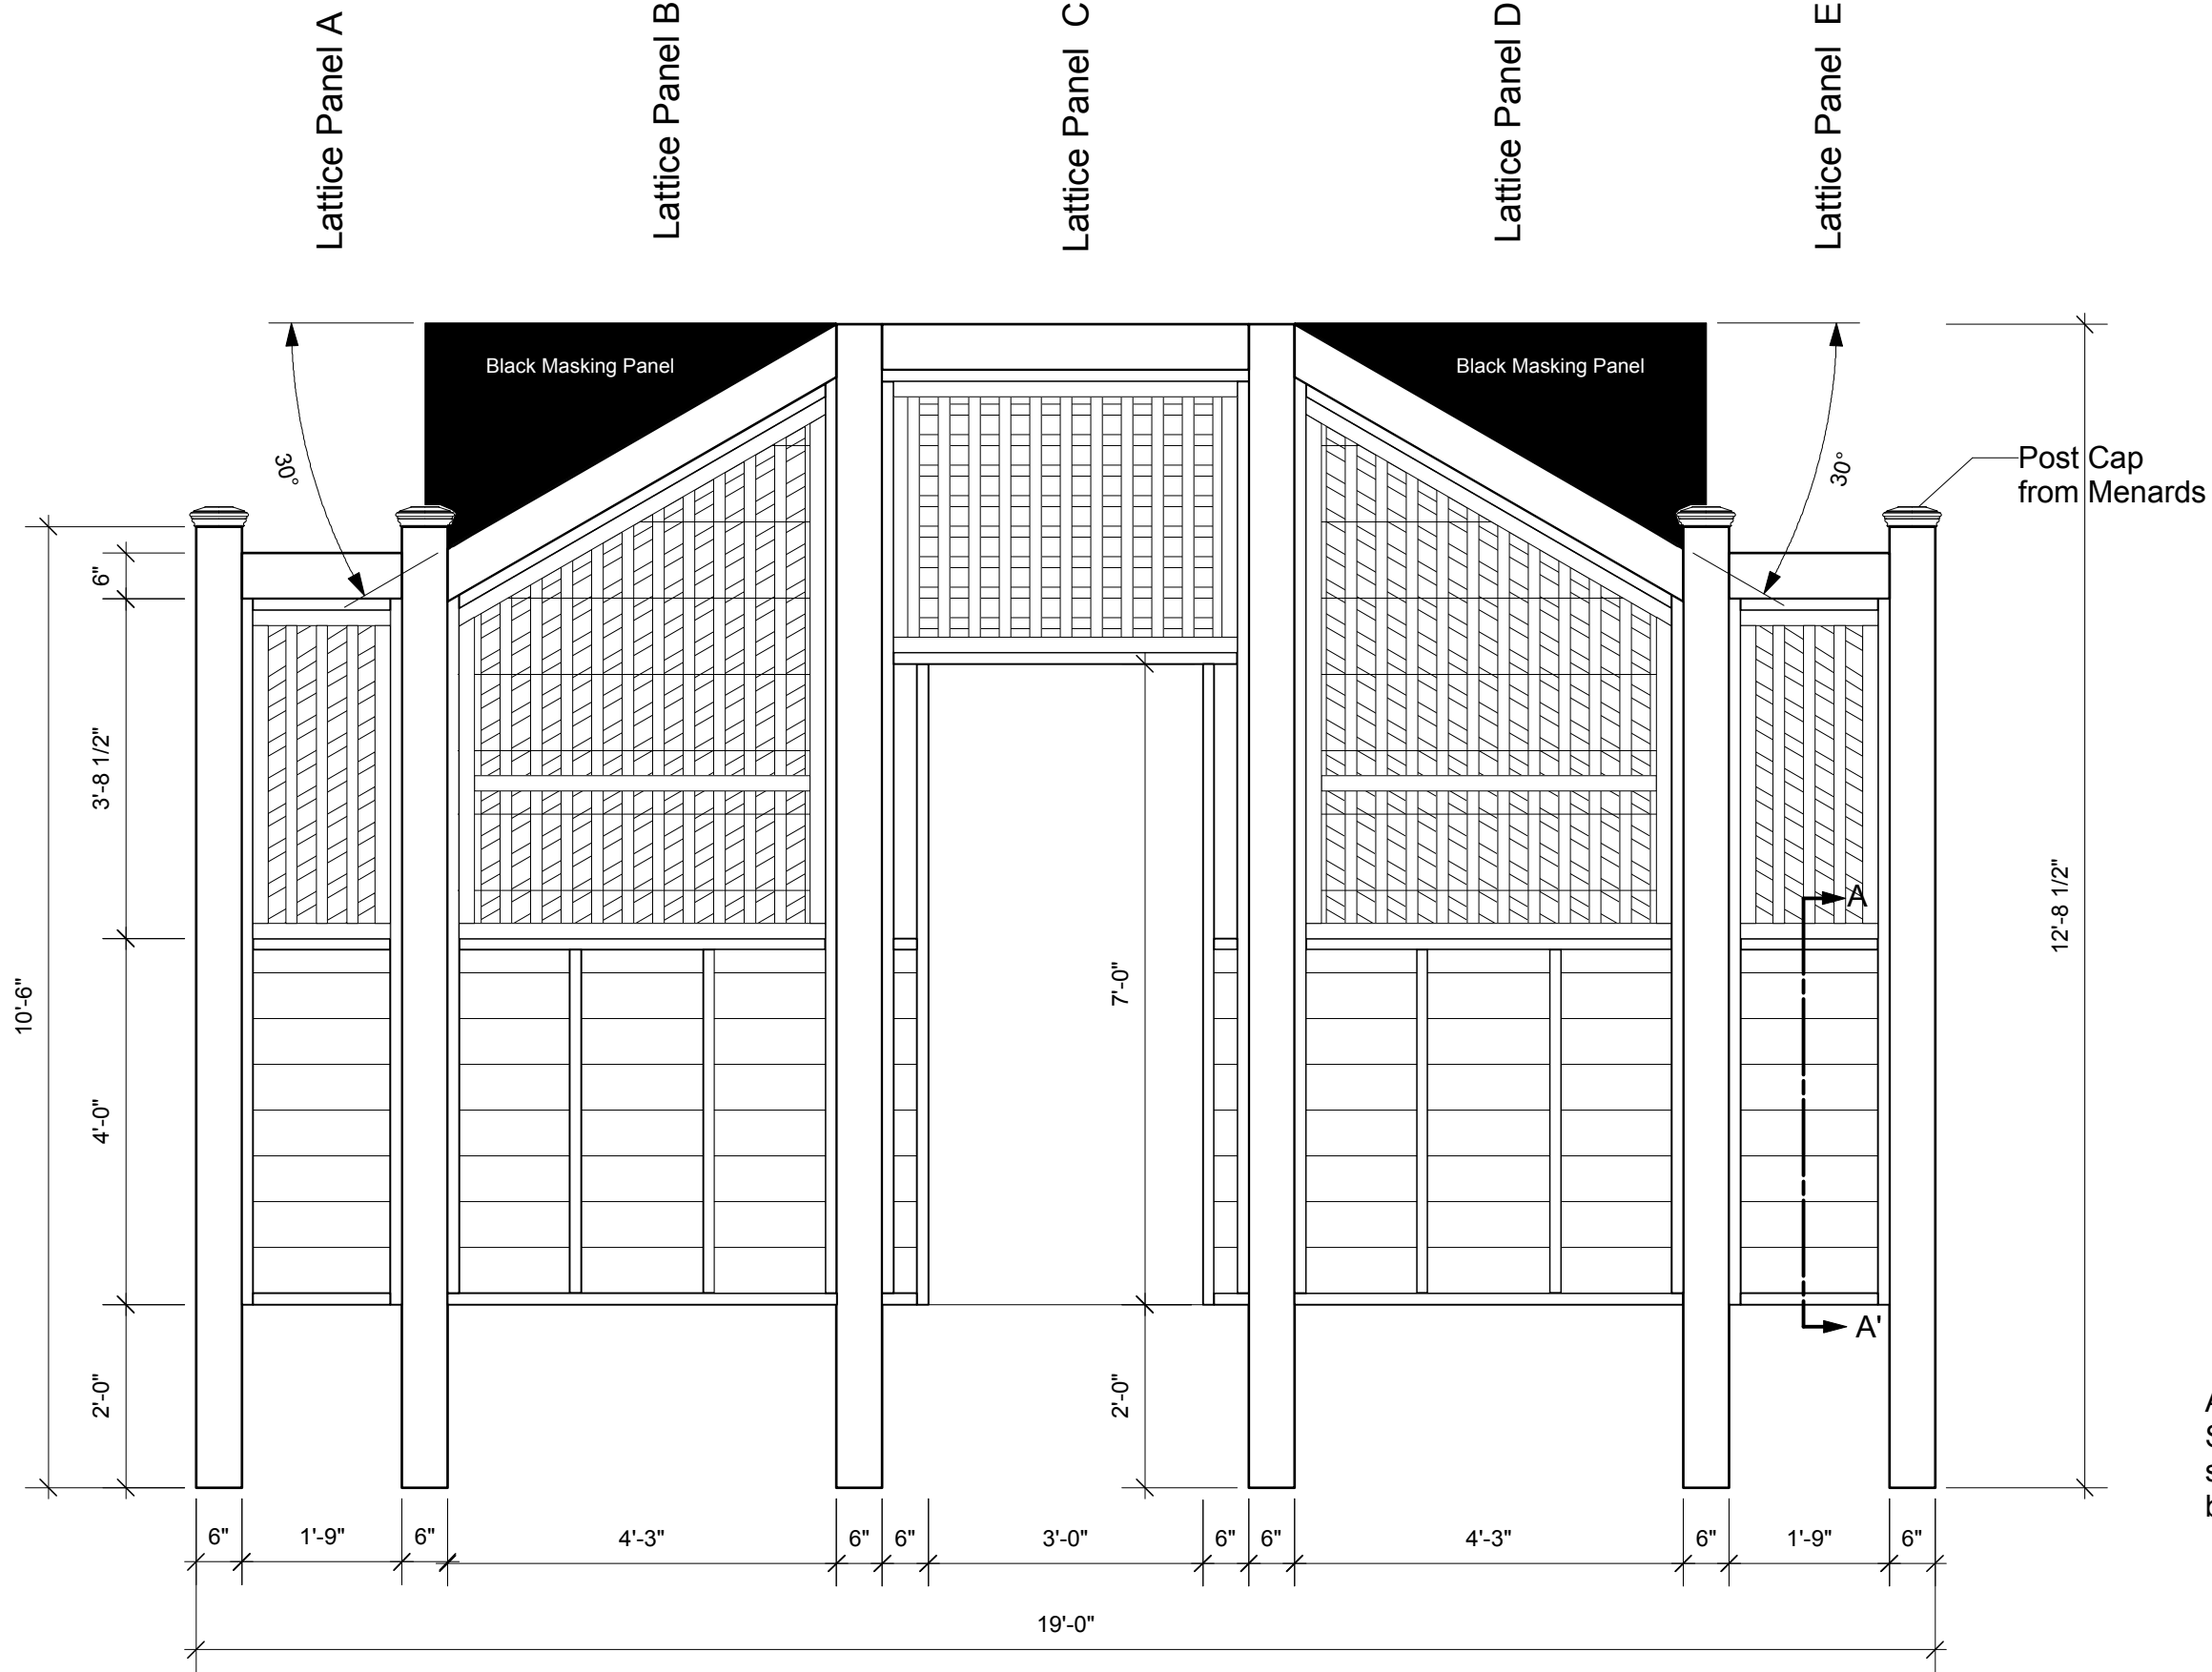 Lattice Panel A
Lattice Panel B
Lattice Panel C
Lattice Panel D
Lattice Panel E
Black Masking Panel
Black Masking Panel
30°
30°
Post Cap
from Menards
6"
3'-8 1/2"
10'-6"
4'-0"
2'-0"
7'-0"
2'-0"
12'-8 1/2"
A
A'
6"
1'-9"
6"
4'-3"
6"
6"
3'-0"
6"
6"
4'-3"
6"
1'-9"
6"
19'-0"